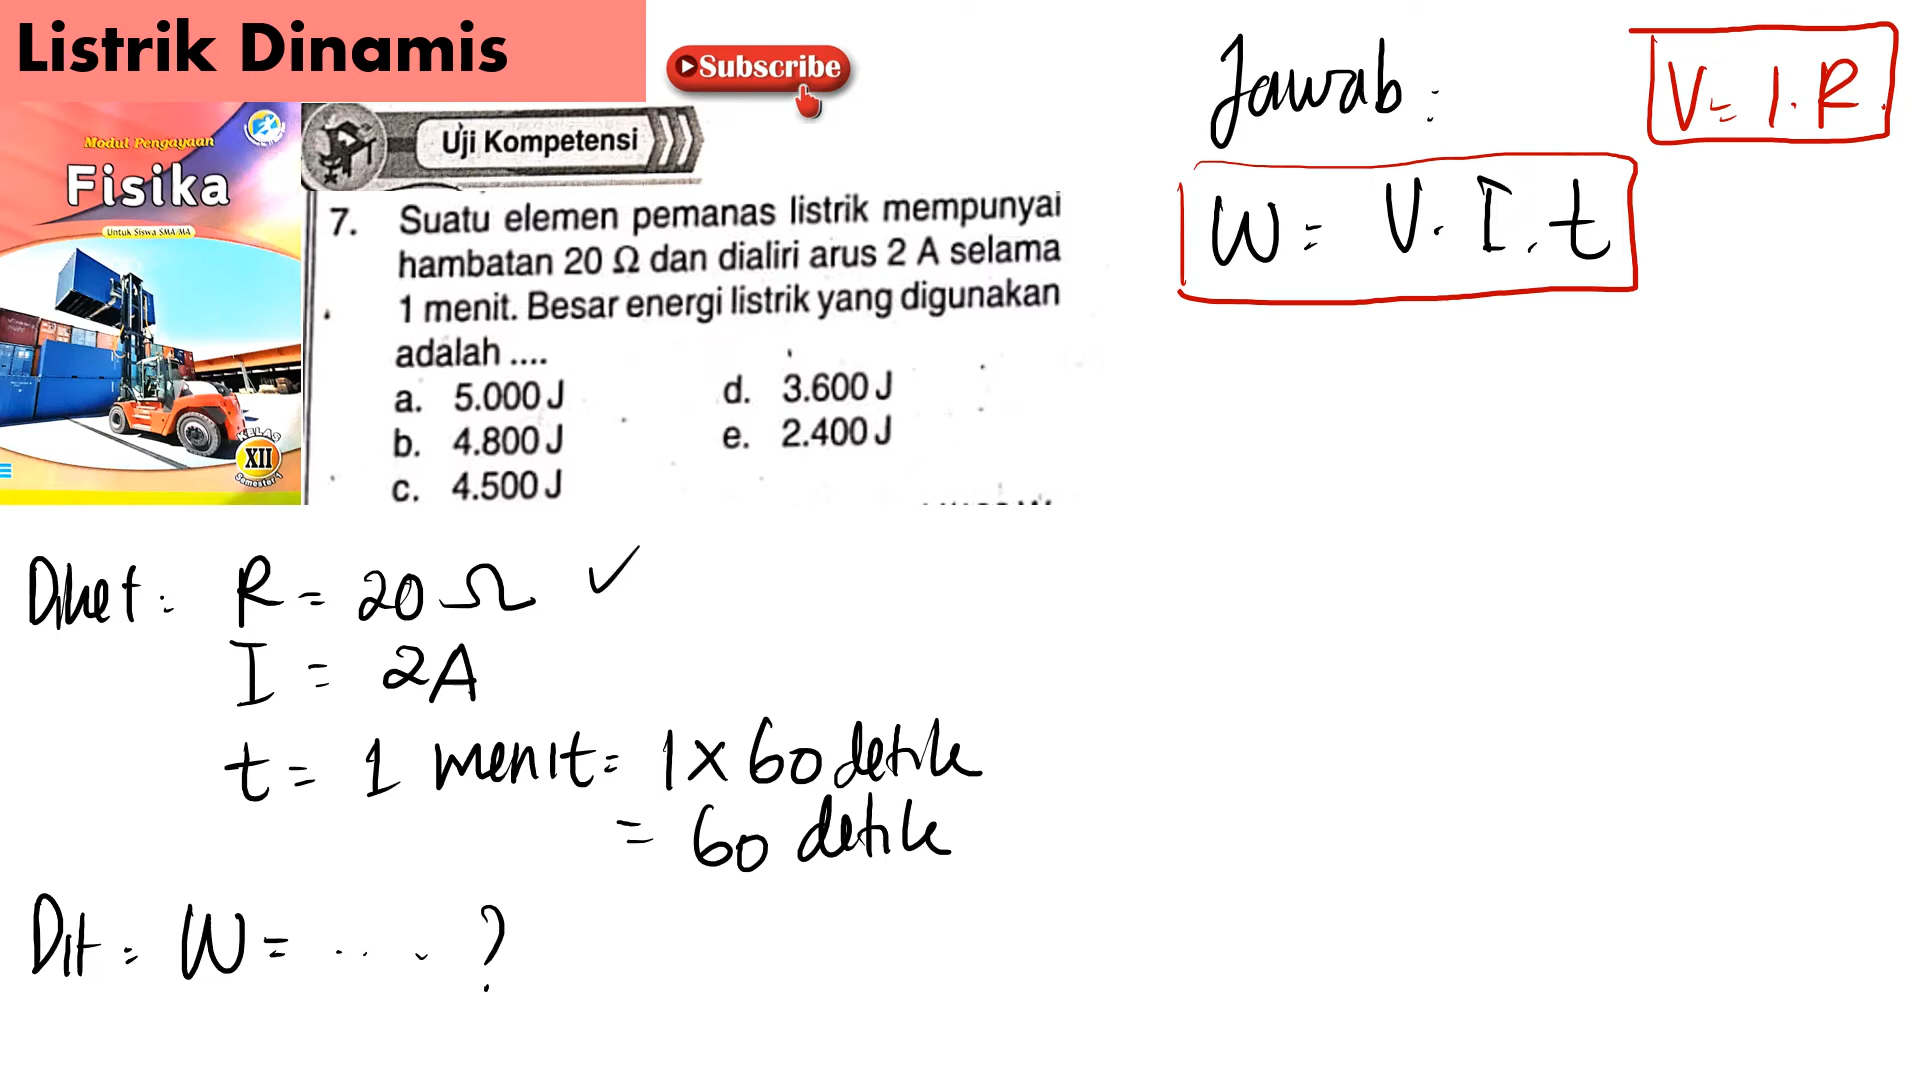 Listrik Dinamis
Subscribe
Modul Pengayaan
Fisika
Untuk Siswa SMA/MA
KELAS
XII
Semester 1
Uji Kompetensi
7. Suatu elemen pemanas listrik mempunyai
hambatan 20 Ω dan dialiri arus 2 A selama
1 menit. Besar energi listrik yang digunakan
adalah ....
a. 5.000 J
b. 4.800 J
c. 4.500 J
d. 3.600 J
e. 2.400 J
Diket : R = 20 Ω ✓
I = 2A
t = 1 menit = 1 x 60 detik
= 60 detik
Dit : W = .... ?
Jawab :
V = I . R
W = V . I . t